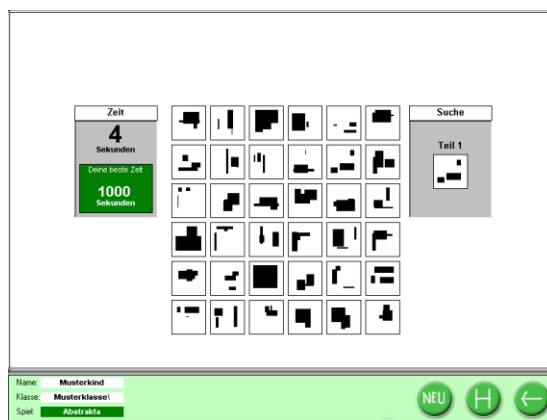 Zeit
4
Sekunden
Deine beste Zeit
1000
Sekunden
Suche
Teil 1
Name: Musterkind
Klasse: Musterklasse\
Spiel: Abstrakta
NEU